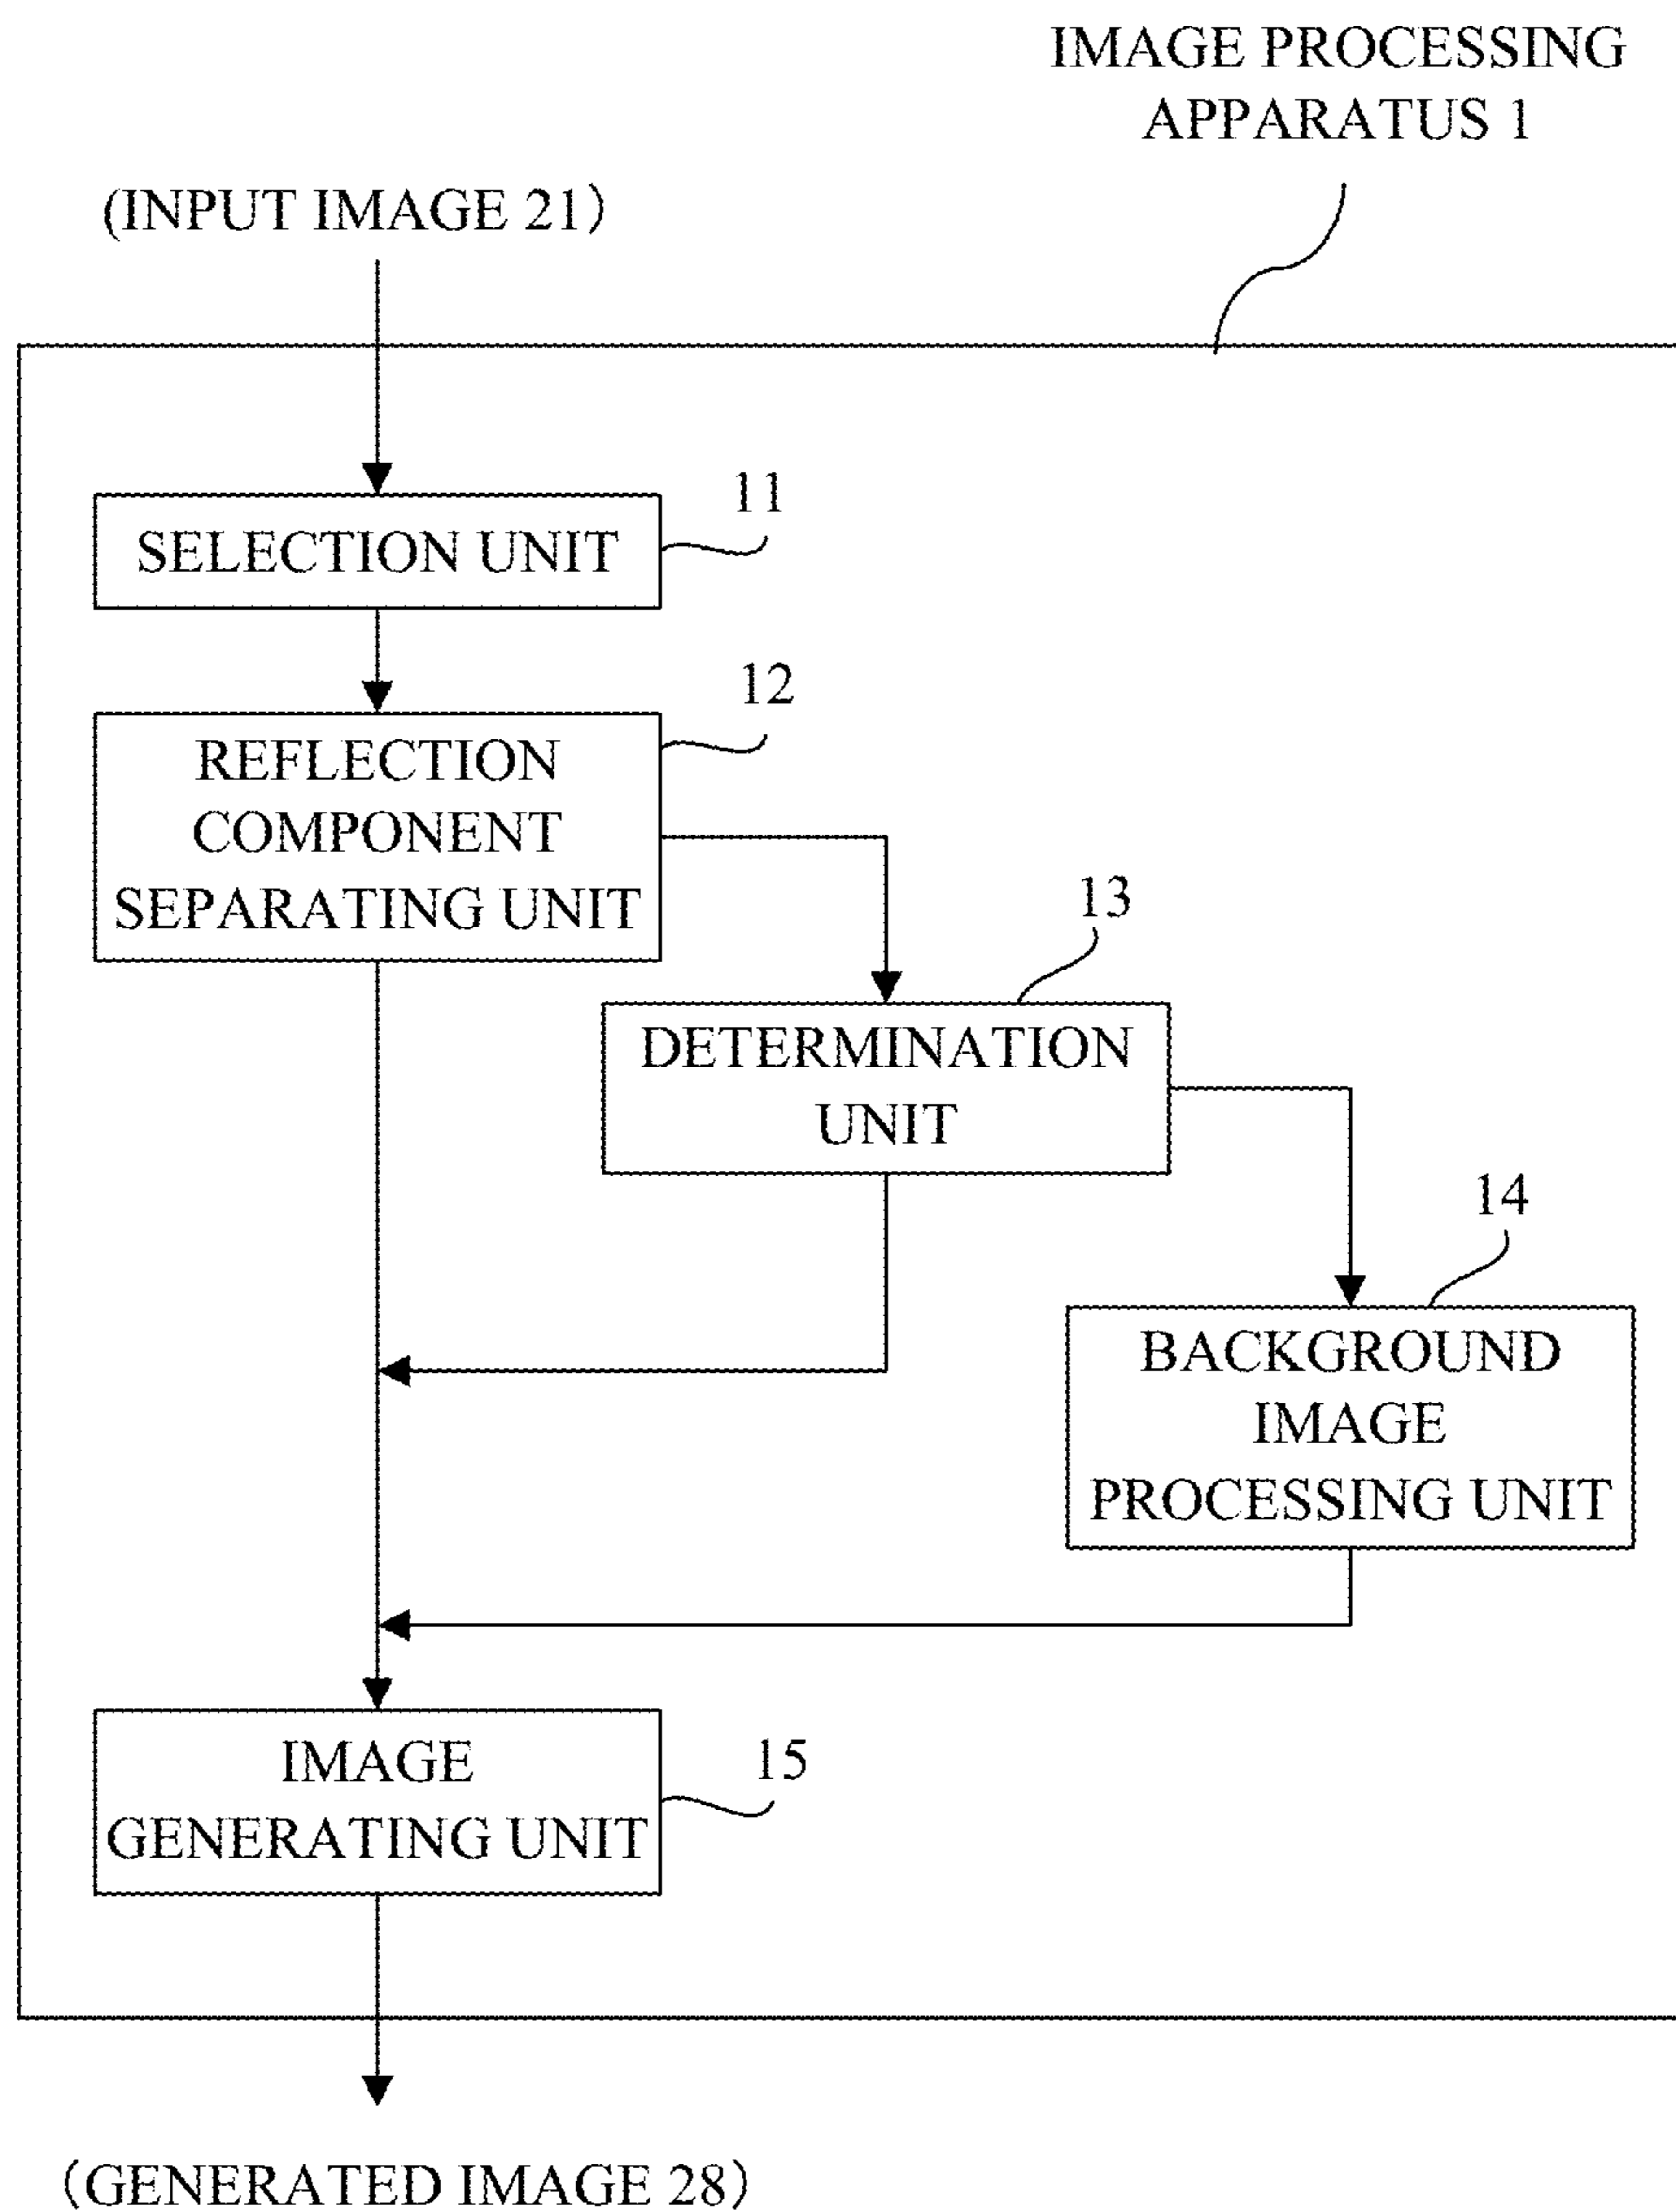 IMAGE PROCESSING
APPARATUS 1
(INPUT IMAGE 21)
11
SELECTION UNIT
12
REFLECTION
COMPONENT
SEPARATING UNIT
13
DETERMINATION
UNIT
14
BACKGROUND
IMAGE
PROCESSING UNIT
15
IMAGE
GENERATING UNIT
(GENERATED IMAGE 28)